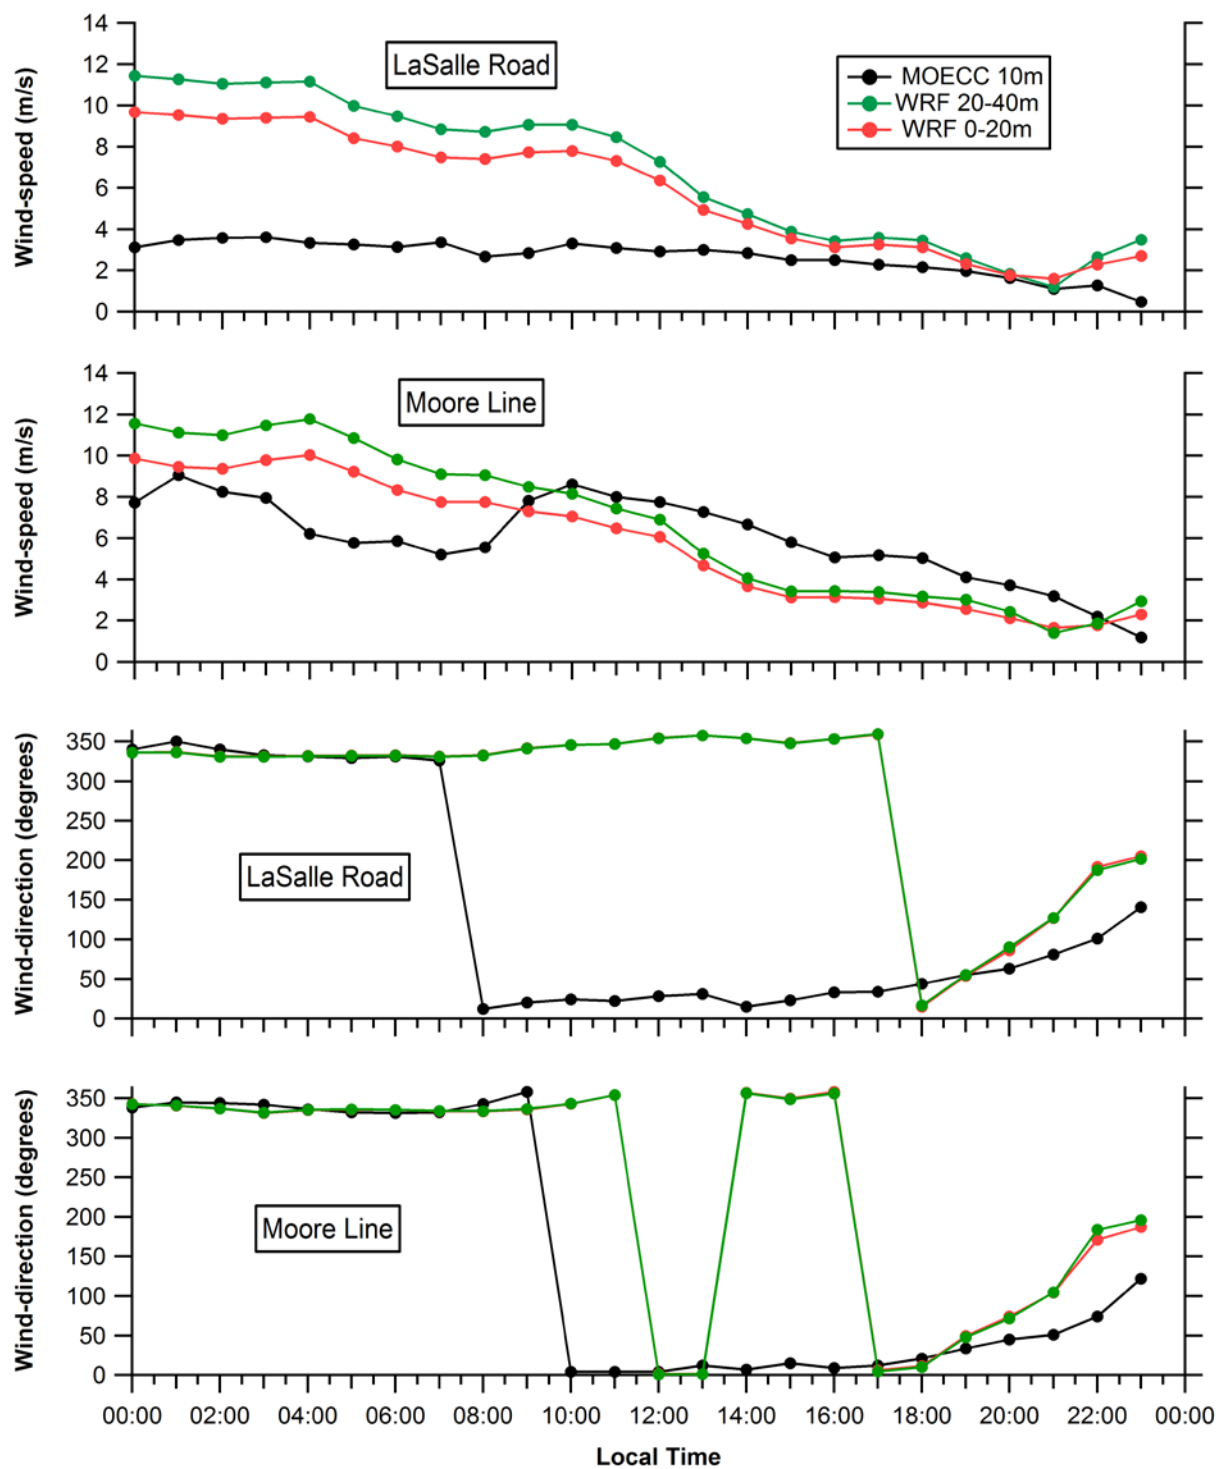 14
12
10
8
6
4
2
0
Wind-speed (m/s)
LaSalle Road
MOECC 10m
WRF 20-40m
WRF 0-20m
14
12
10
8
6
4
2
0
Wind-speed (m/s)
Moore Line
350
300
250
200
150
100
50
0
Wind-direction (degrees)
LaSalle Road
350
300
250
200
150
100
50
0
Wind-direction (degrees)
Moore Line
00:00 02:00 04:00 06:00 08:00 10:00 12:00 14:00 16:00 18:00 20:00 22:00 00:00
Local Time